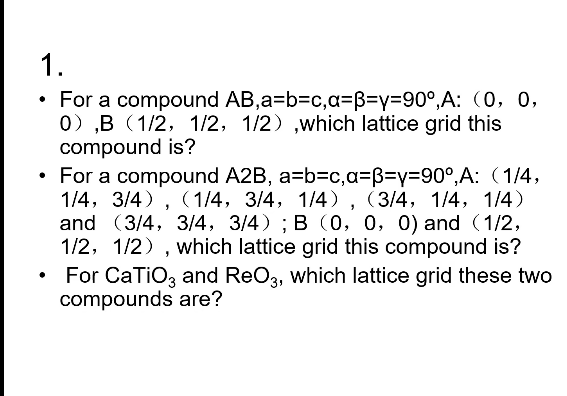 1.
• For a compound AB,a=b=c,α=β=γ=90º,A:（0，0，
0）,B（1/2，1/2，1/2）,which lattice grid this
compound is?
• For a compound A2B, a=b=c,α=β=γ=90º,A:（1/4，
1/4，3/4）,（1/4，3/4，1/4）,（3/4，1/4，1/4）
and （3/4，3/4，3/4）; B（0，0，0) and（1/2，
1/2，1/2）, which lattice grid this compound is?
• For CaTiO₃ and ReO₃, which lattice grid these two
compounds are?